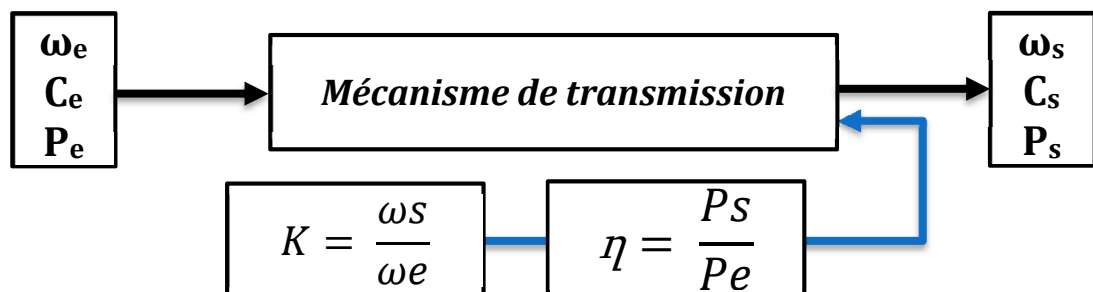 ωe
Ce
Pe
Mécanisme de transmission
ωs
Cs
Ps
K = ωs/ωe
η = Ps/Pe